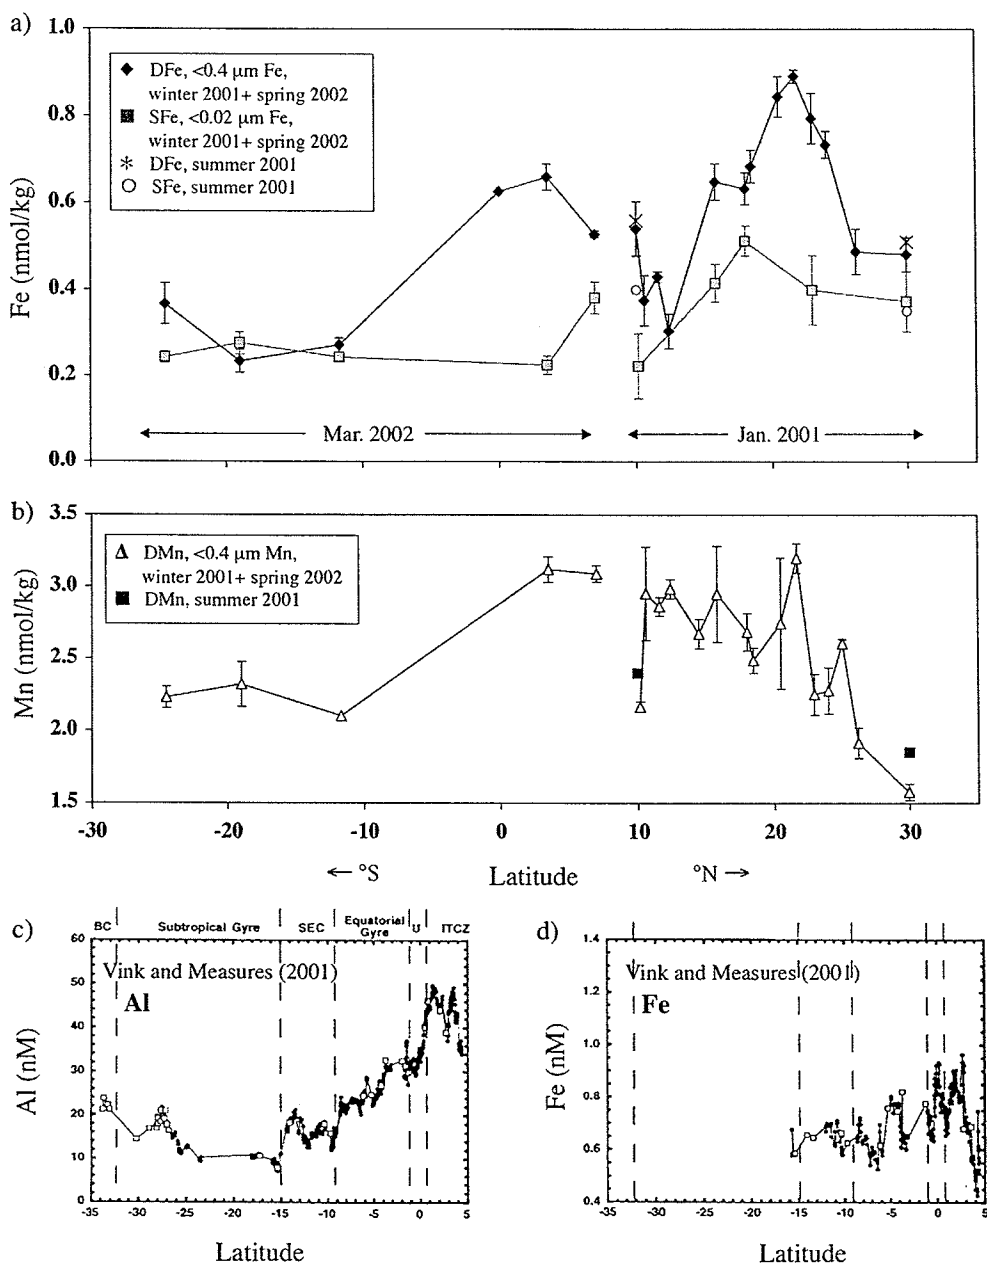 a)
1.0
0.8
0.6
0.4
0.2
0.0
Fe (nmol/kg)
DFe, <0.4 μm Fe,
winter 2001+ spring 2002
SFe, <0.02 μm Fe,
winter 2001+ spring 2002
DFe, summer 2001
SFe, summer 2001
Mar. 2002
Jan. 2001
b)
3.5
3.0
2.5
2.0
1.5
Mn (nmol/kg)
DMn, <0.4 μm Mn,
winter 2001+ spring 2002
DMn, summer 2001
-30 -20 -10 0 10 20 30
← °S Latitude °N →
c)
BC Subtropical Gyre SEC Equatorial Gyre U ITCZ
60
50
40
30
20
10
0
Al (nM)
Vink and Measures (2001)
Al
-35 -30 -25 -20 -15 -10 -5 0 5
Latitude
d)
1.4
1.2
1.0
0.8
0.6
0.4
Fe (nM)
Vink and Measures (2001)
Fe
-35 -30 -25 -20 -15 -10 -5 0 5
Latitude